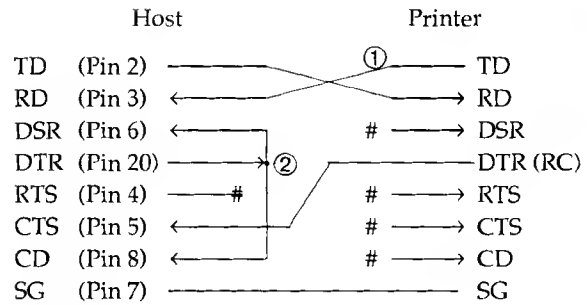 Host Printer
TD (Pin 2) ① TD
RD (Pin 3) RD
DSR (Pin 6) # DSR
DTR (Pin 20) ② DTR (RC)
RTS (Pin 4) # # RTS
CTS (Pin 5) # CTS
CD (Pin 8) # CD
SG (Pin 7) SG